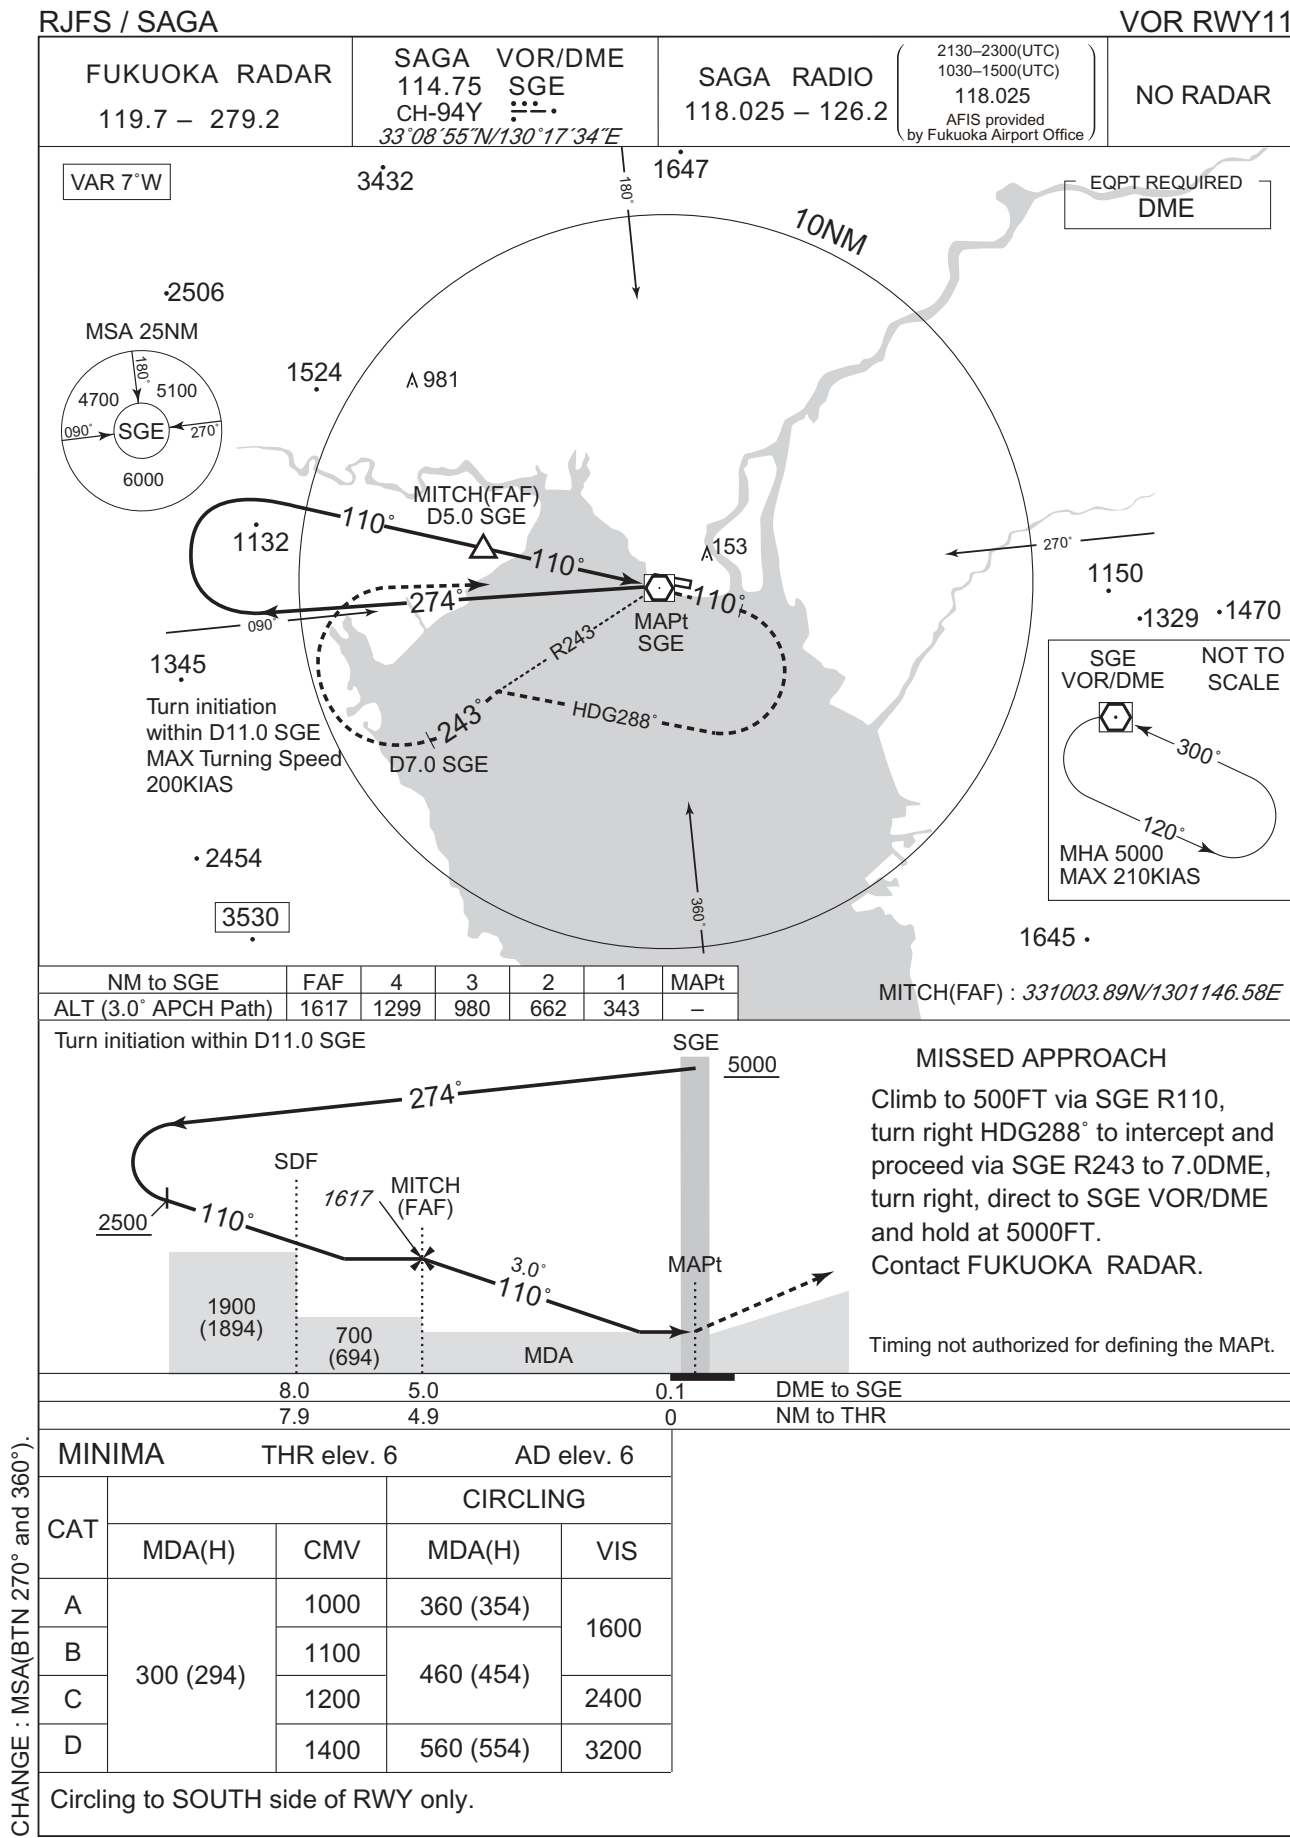 RJFS / SAGA
VOR RWY11
FUKUOKA RADAR
119.7 – 279.2
SAGA VOR/DME
114.75 SGE
CH-94Y
33°08´55˝N/130°17´34˝E
SAGA RADIO
118.025 – 126.2
2130–2300(UTC)
1030–1500(UTC)
118.025
AFIS provided
by Fukuoka Airport Office
NO RADAR
VAR 7°W
3432
180°
1647
EQPT REQUIRED
DME
10NM
2506
MSA 25NM
180°
4700
5100
090°
SGE
270°
6000
1524
981
MITCH(FAF)
D5.0 SGE
110°
1132
110°
153
270°
274°
110°
090°
MAPt
SGE
1150
1329
1470
R243
1345
Turn initiation
within D11.0 SGE
MAX Turning Speed
200KIAS
243°
HDG288°
D7.0 SGE
SGE
VOR/DME
NOT TO
SCALE
300°
120°
MHA 5000
MAX 210KIAS
2454
3530
360°
1645
NM to SGE FAF 4 3 2 1 MAPt
ALT (3.0° APCH Path) 1617 1299 980 662 343 –
MITCH(FAF) : 331003.89N/1301146.58E
Turn initiation within D11.0 SGE
SGE
5000
274°
SDF
1617
MITCH
(FAF)
2500
110°
3.0°
110°
MAPt
1900
(1894)
700
(694)
MDA
MISSED APPROACH
Climb to 500FT via SGE R110,
turn right HDG288° to intercept and
proceed via SGE R243 to 7.0DME,
turn right, direct to SGE VOR/DME
and hold at 5000FT.
Contact FUKUOKA RADAR.
Timing not authorized for defining the MAPt.
8.0 5.0 0.1 DME to SGE
7.9 4.9 0 NM to THR
MINIMA THR elev. 6 AD elev. 6
CAT
CIRCLING
MDA(H) CMV MDA(H) VIS
A 1000 360 (354)
1600
B 1100
300 (294)
460 (454)
C 1200 2400
D 1400 560 (554) 3200
Circling to SOUTH side of RWY only.
CHANGE : MSA(BTN 270° and 360°).